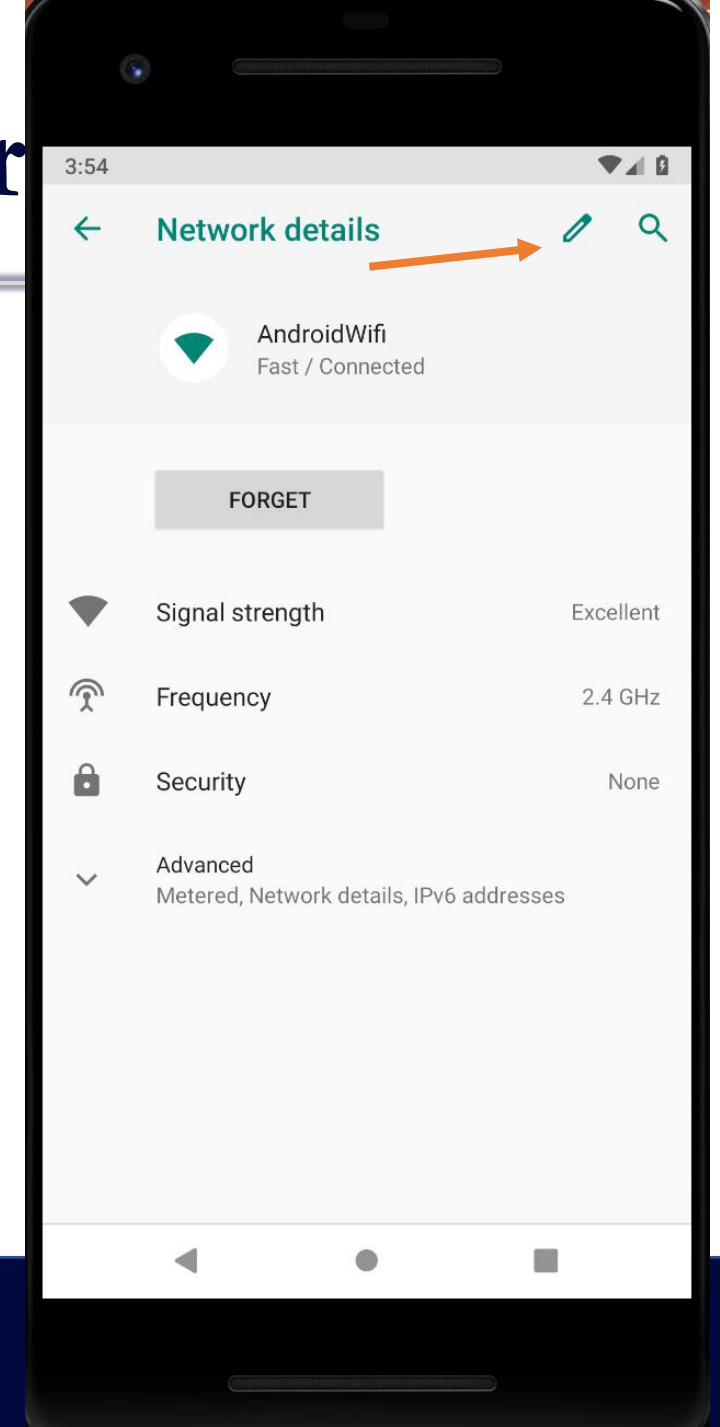 r
3:54
Network details
AndroidWifi
Fast / Connected
FORGET
Signal strength
Excellent
Frequency
2.4 GHz
Security
None
Advanced
Metered, Network details, IPv6 addresses